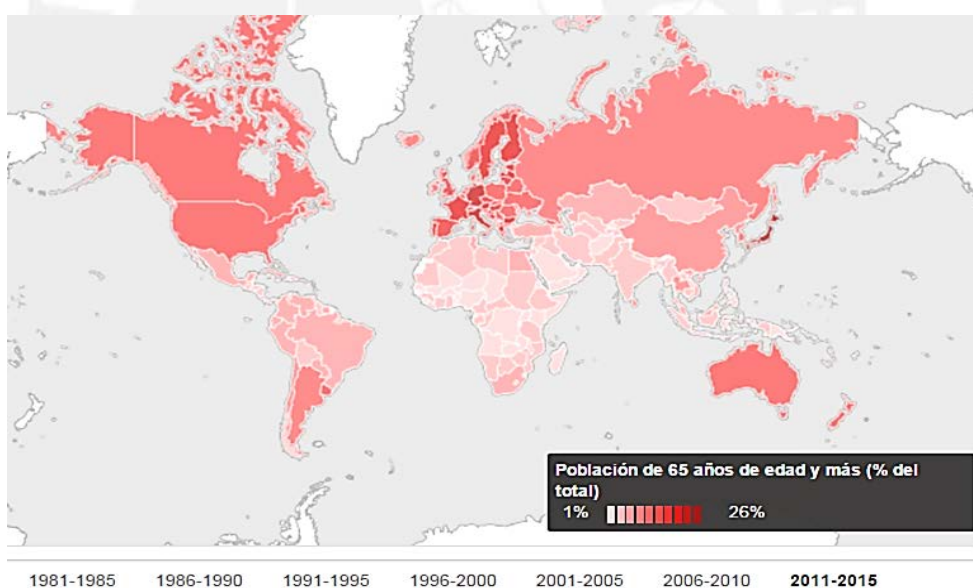 Población de 65 años de edad y más (% del
total)
1% 26%
1981-1985 1986-1990 1991-1995 1996-2000 2001-2005 2006-2010 2011-2015